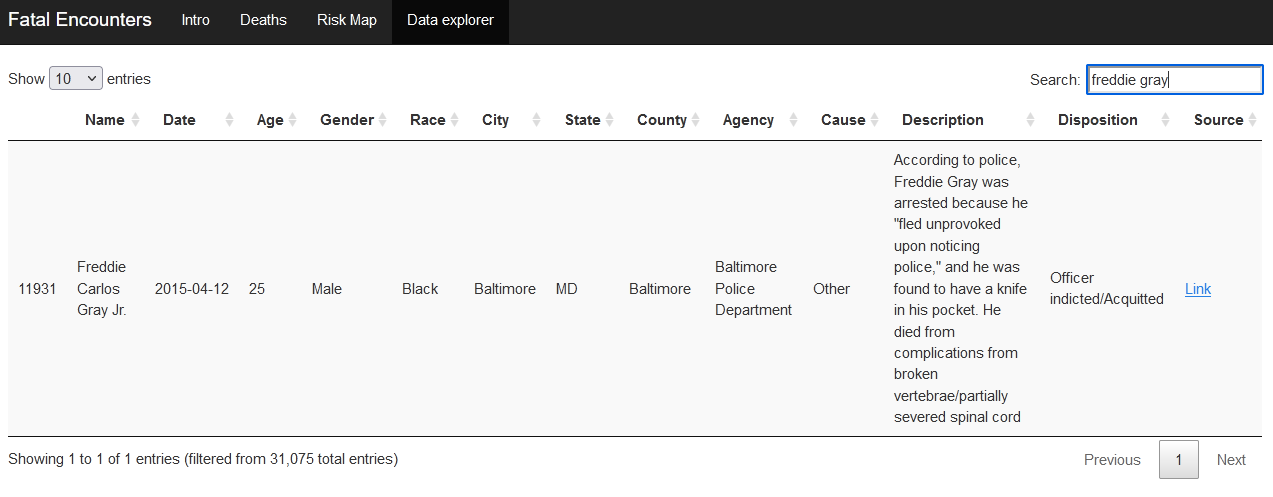 Fatal Encounters Intro Deaths Risk Map Data explorer
Show 10 entries Search: freddie gray
Name Date Age Gender Race City State County Agency Cause Description Disposition Source
11931
Freddie
Carlos
Gray Jr.
2015-04-12
25
Male
Black
Baltimore
MD
Baltimore
Baltimore
Police
Department
Other
According to police,
Freddie Gray was
arrested because he
"fled unprovoked
upon noticing
police," and he was
found to have a knife
in his pocket. He
died from
complications from
broken
vertebrae/partially
severed spinal cord
Officer
indicted/Acquitted
Link
Showing 1 to 1 of 1 entries (filtered from 31,075 total entries) Previous 1 Next